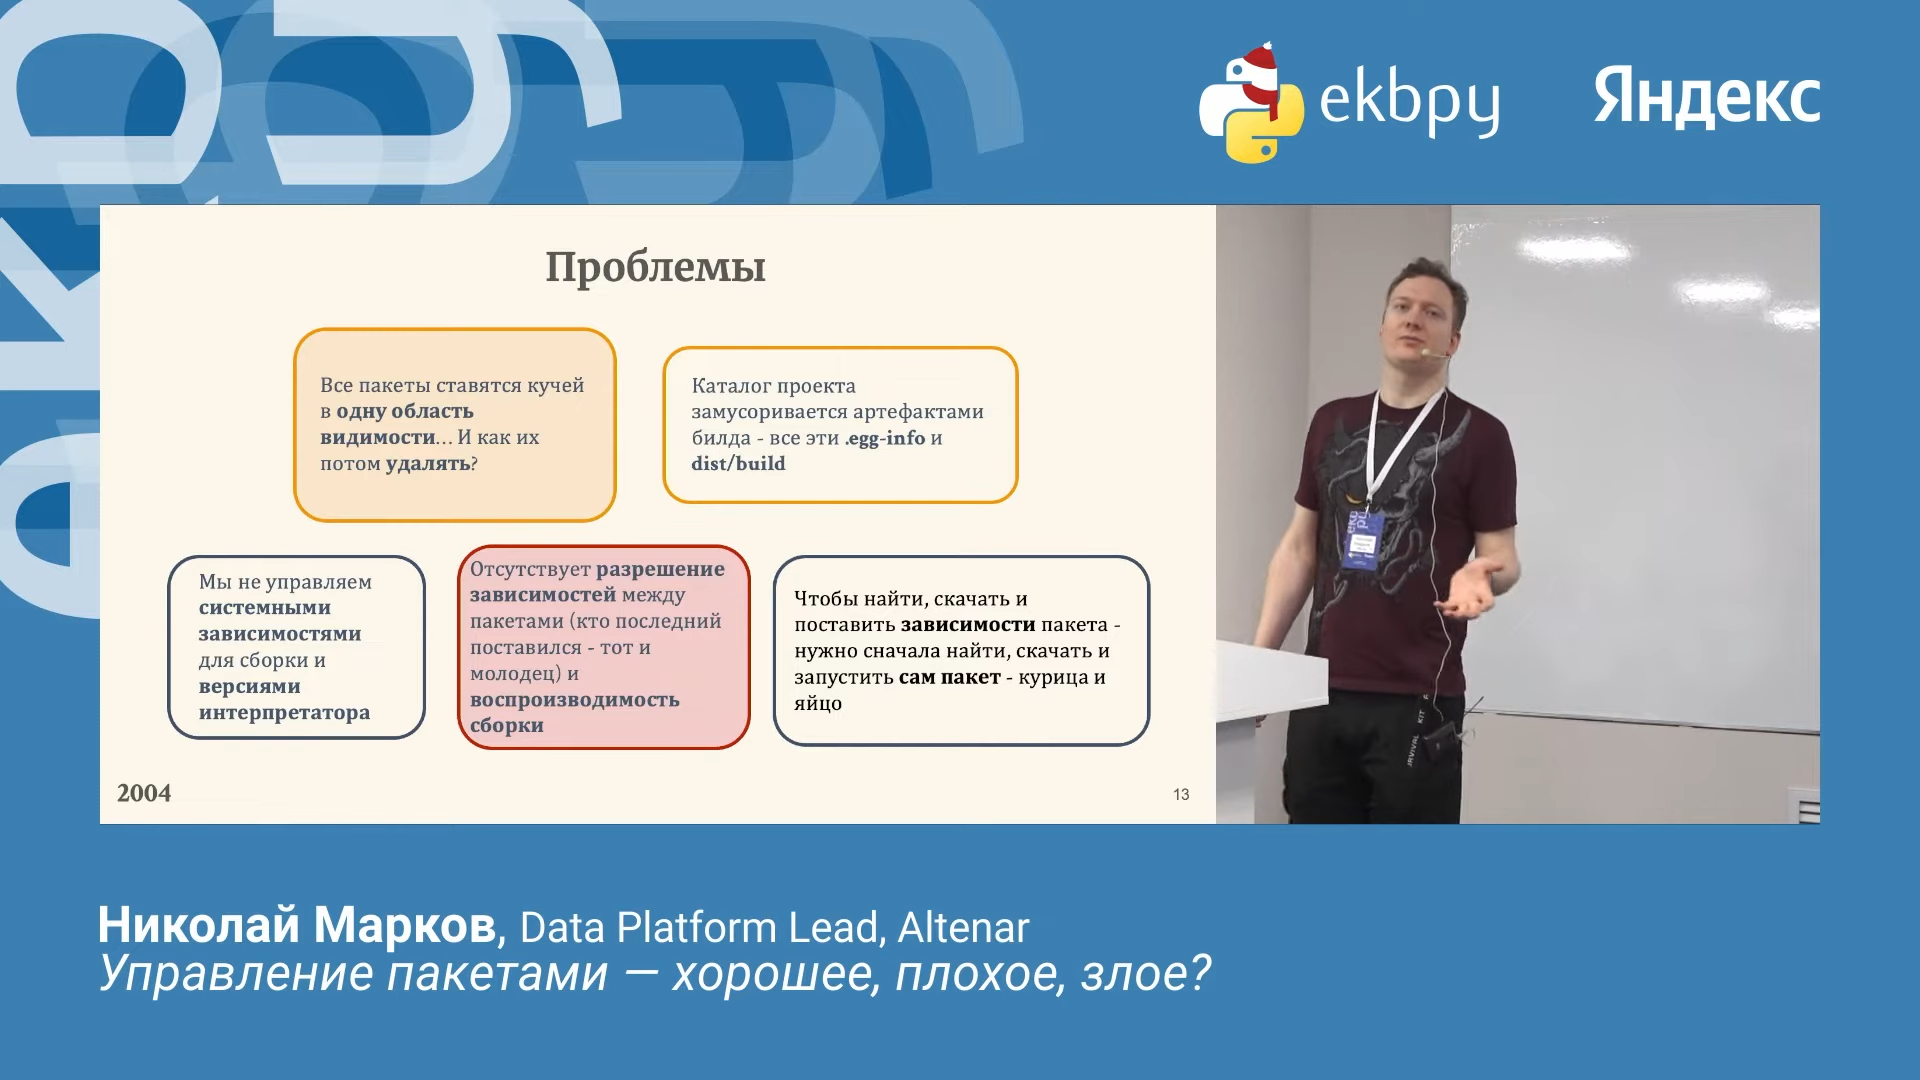 ekbpy
Яндекс
Проблемы
Все пакеты ставятся кучей
в одну область
видимости... И как их
потом удалять?
Каталог проекта
замусоривается артефактами
билда - все эти .egg-info и
dist/build
Мы не управляем
системными
зависимостями
для сборки и
версиями
интерпретатора
Отсутствует разрешение
зависимостей между
пакетами (кто последний
поставился - тот и
молодец) и
воспроизводимость
сборки
Чтобы найти, скачать и
поставить зависимости пакета -
нужно сначала найти, скачать и
запустить сам пакет - курица и
яйцо
2004
13
Николай Марков, Data Platform Lead, Altenar
Управление пакетами — хорошее, плохое, злое?